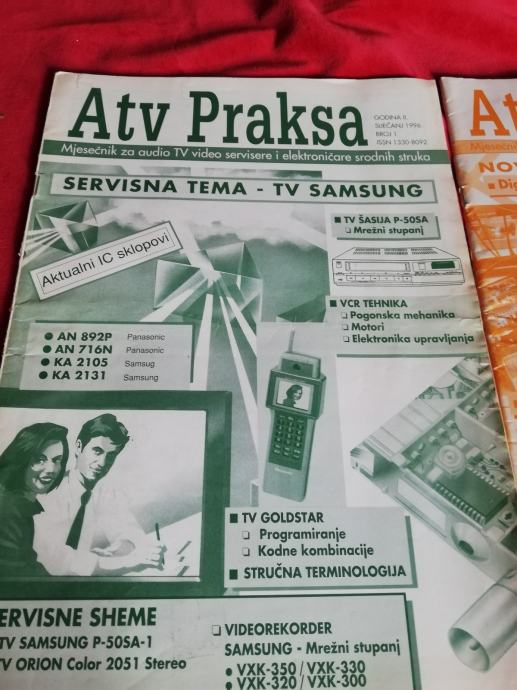 Atv Praksa
GODINA II.
SIJEČANJ 1996
BROJ 1
ISSN 1330-8092
Mjesečnik za audio TV video servisere i elektroničare srodnih struka
SERVISNA TEMA - TV SAMSUNG
Aktualni IC sklopovi
■ TV ŠASIJA P-50SA
❑ Mrežni stupanj
■ VCR TEHNIKA
❑ Pogonska mehanika
❑ Motori
❑ Elektronika upravljanja
● AN 892P Panasonic
● AN 716N Panasonic
● KA 2105 Samsug
● KA 2131 Samsung
■ TV GOLDSTAR
❑ Programiranje
❑ Kodne kombinacije
■ STRUČNA TERMINOLOGIJA
ERVISNE SHEME
TV SAMSUNG P-50SA-1
TV ORION Color 2051 Stereo
❑ VIDEOREKORDER
SAMSUNG - Mrežni stupanj
● VXK-350 / VXK-330
● VXK-320 / VXK-300
At
Mjesečnik
NOV
■ Dig